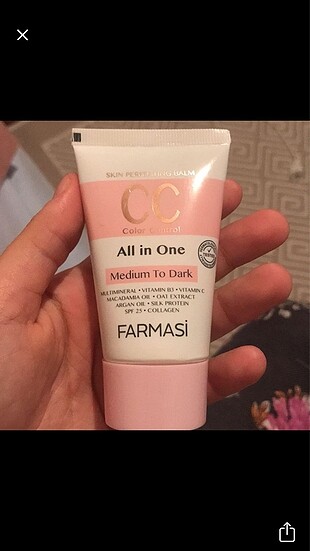 SKIN PERFECTING BALM
CC
Color Control
All in One
Medium To Dark
MULTIMINERAL • VITAMIN B3 • VITAMIN C
MACADAMIA OIL • OAT EXTRACT
ARGAN OIL • SILK PROTEIN
SPF 25 • COLLAGEN
FARMASİ